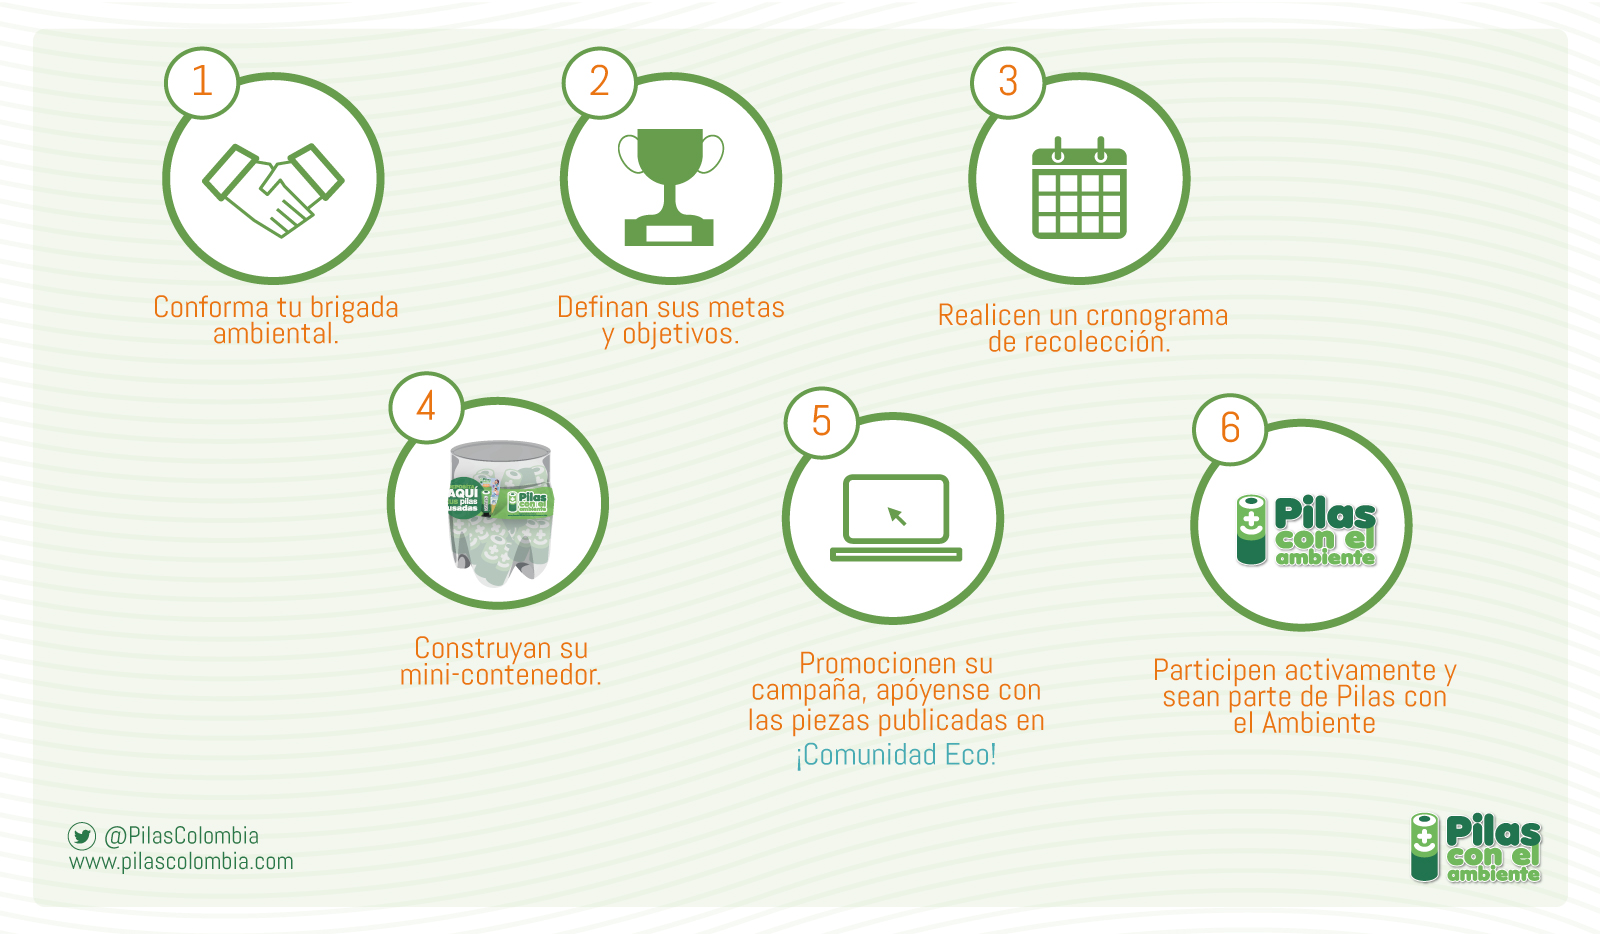 1
Conforma tu brigada
ambiental.
2
Definan sus metas
y objetivos.
3
Realicen un cronograma
de recolección.
4
AQUÍ
pilas
usadas
Pilas
con el
ambiente
Construyan su
mini-contenedor.
5
Promocionen su
campaña, apóyense con
las piezas publicadas en
¡Comunidad Eco!
6
Pilas
con el
ambiente
Participen activamente y
sean parte de Pilas con
el Ambiente
@PilasColombia
www.pilascolombia.com
Pilas
con el
ambiente